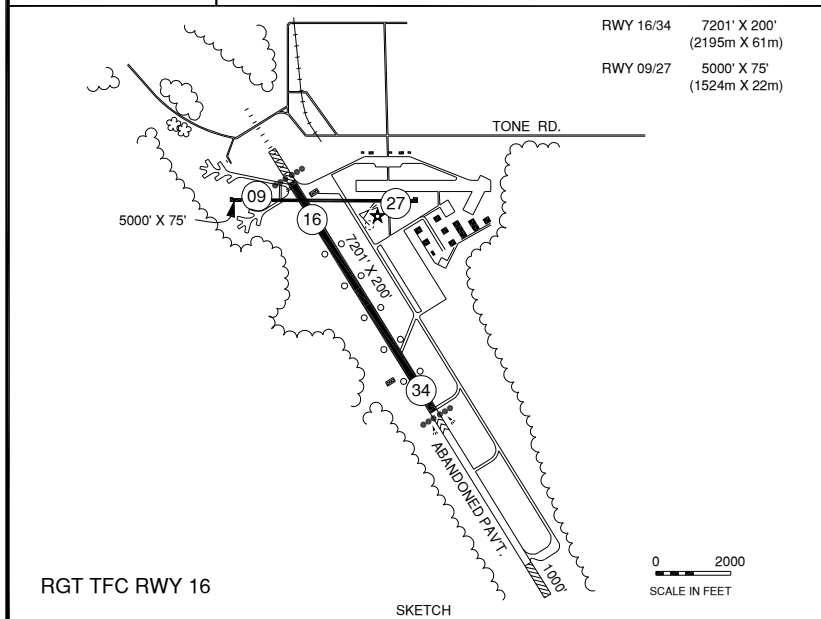 RWY 16/34 7201' X 200'
(2195m X 61m)
RWY 09/27 5000' X 75'
(1524m X 22m)
TONE RD.
09
27
5000' X 75'
16
7201' X 200'
34
ABANDONED PAV'T.
1000'
0 2000
SCALE IN FEET
RGT TFC RWY 16
SKETCH